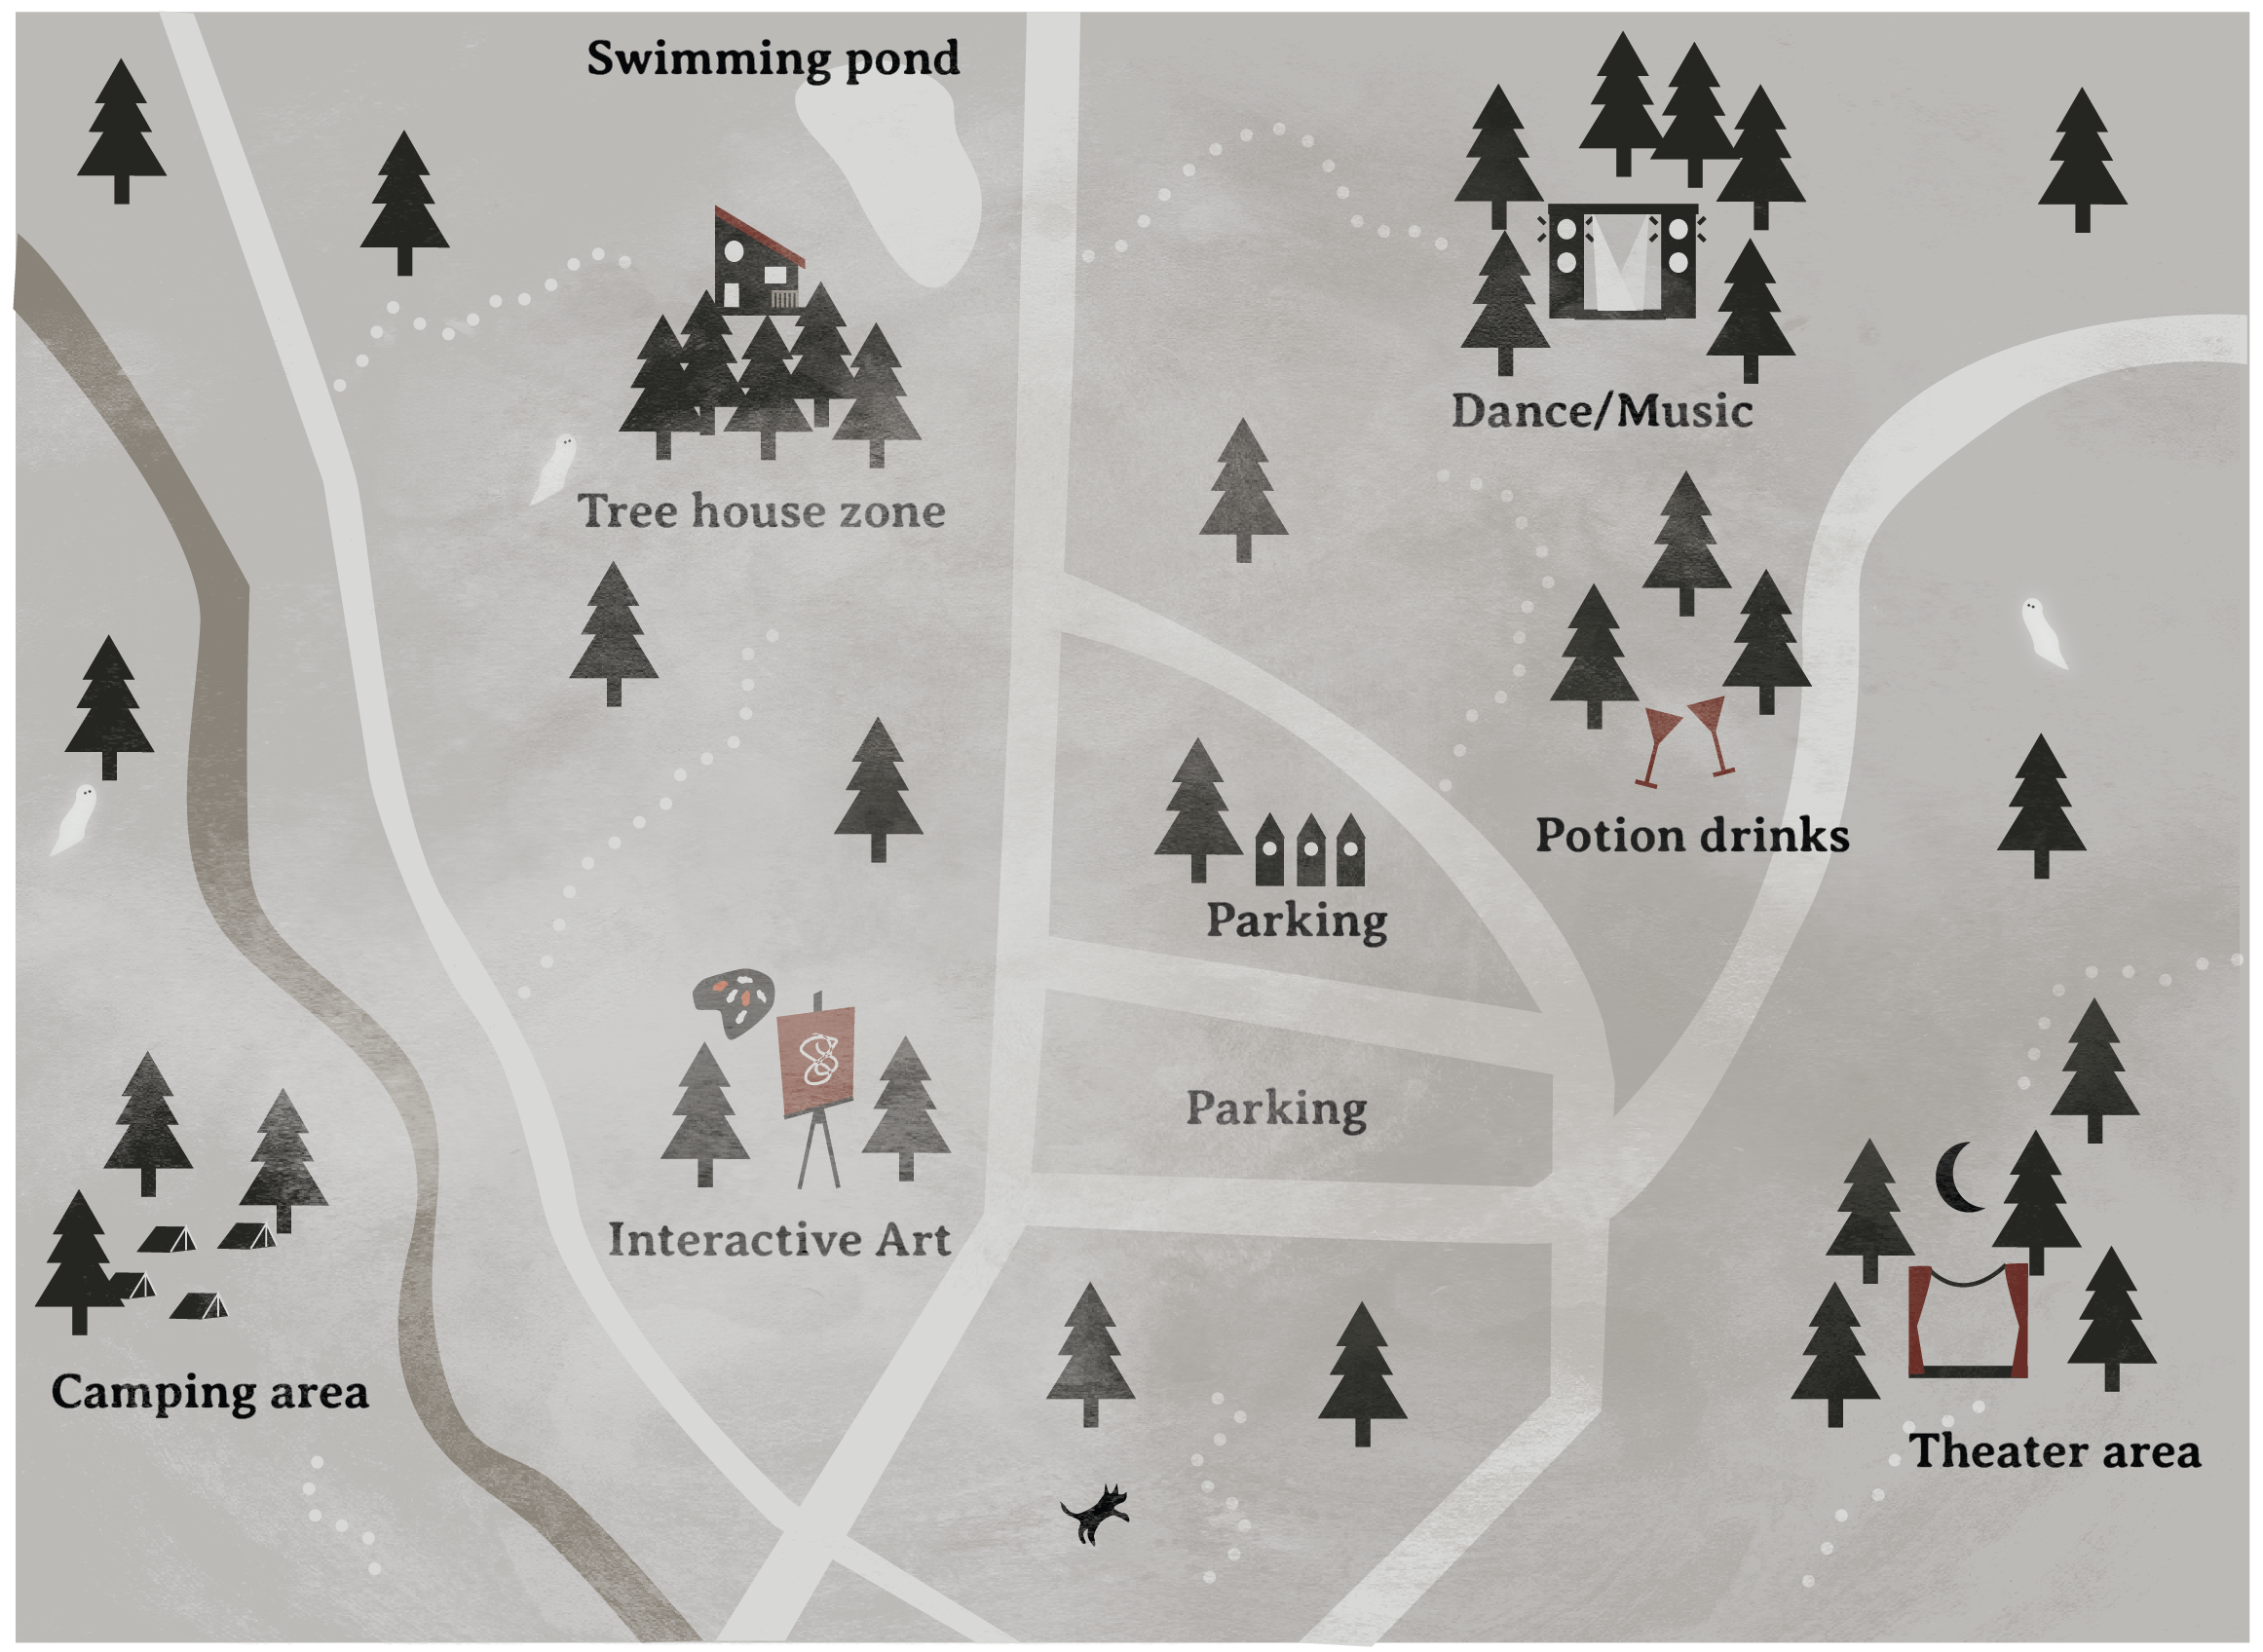 Swimming pond
Dance/Music
Tree house zone
Potion drinks
Parking
Parking
Interactive Art
Camping area
Theater area